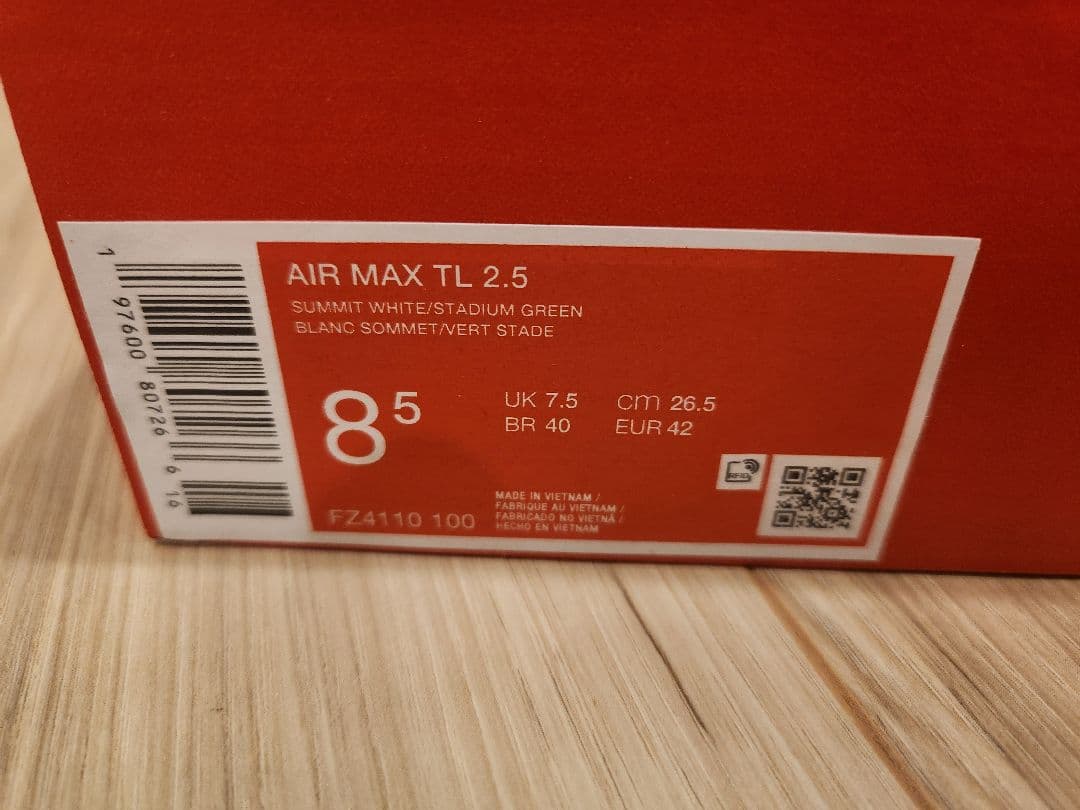 AIR MAX TL 2.5
SUMMIT WHITE/STADIUM GREEN
BLANC SOMMET/VERT STADE
8 5
UK 7.5 cm 26.5
BR 40 EUR 42
RFID
FZ4110 100
MADE IN VIETNAM /
FABRIQUE AU VIETNAM /
FABRICADO NO VIETNÃ /
HECHO EN VIETNAM
1 97600 80726 6 16